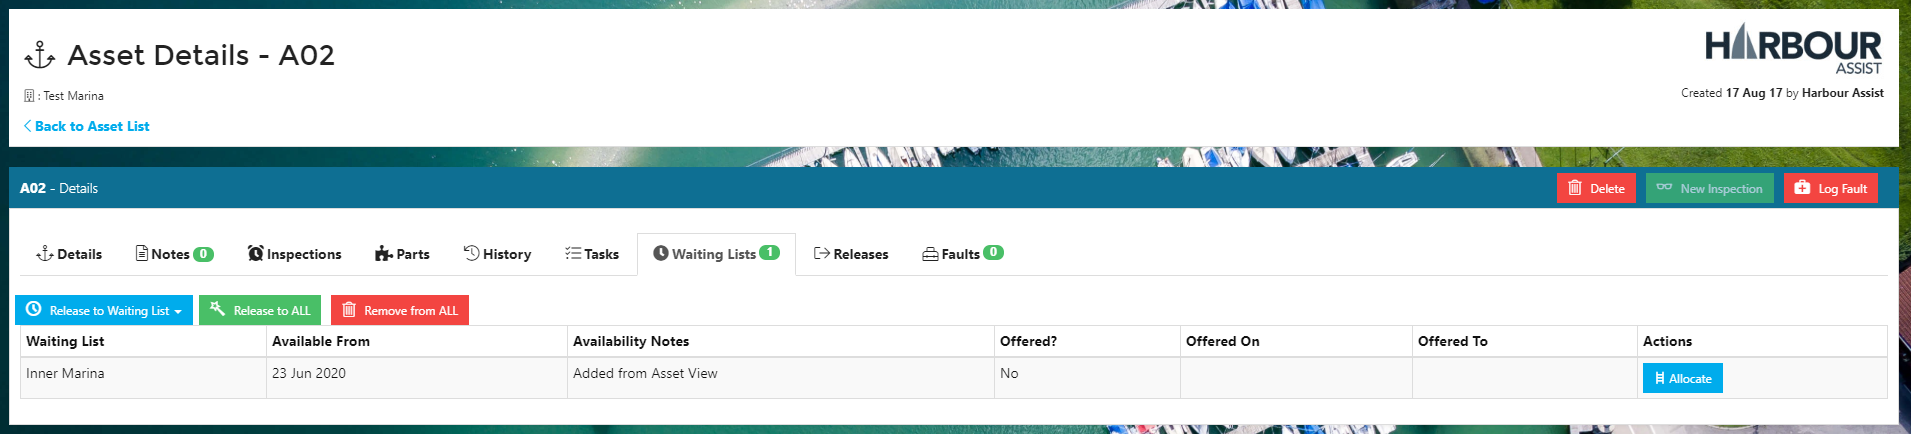 Asset Details - A02
HARBOUR
ASSIST
: Test Marina
Created 17 Aug 17 by Harbour Assist
Back to Asset List
A02 - Details
Delete
New Inspection
Log Fault
Details
Notes 0
Inspections
Parts
History
Tasks
Waiting Lists 1
Releases
Faults 0
Release to Waiting List
Release to ALL
Remove from ALL
Waiting List Available From Availability Notes Offered? Offered On Offered To Actions
Inner Marina 23 Jun 2020 Added from Asset View No Allocate